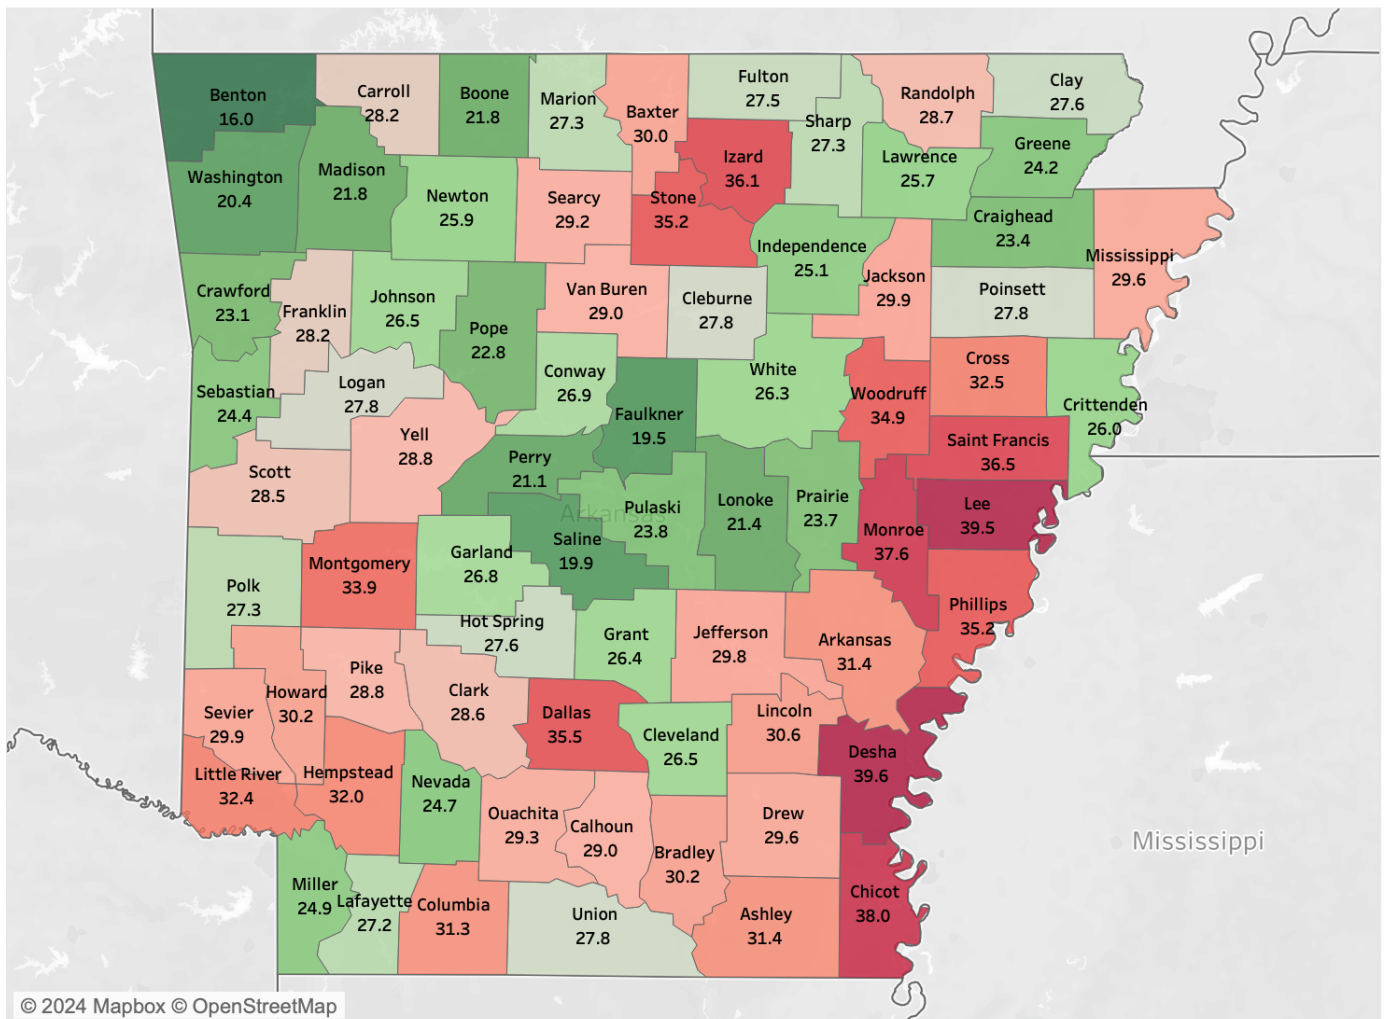 Benton
16.0
Carroll
28.2
Boone
21.8
Marion
27.3
Baxter
30.0
Fulton
27.5
Sharp
27.3
Randolph
28.7
Clay
27.6
Greene
24.2
Washington
20.4
Madison
21.8
Newton
25.9
Searcy
29.2
Stone
35.2
Izard
36.1
Lawrence
25.7
Craighead
23.4
Mississippi
29.6
Independence
25.1
Jackson
29.9
Poinsett
27.8
Crawford
23.1
Franklin
28.2
Johnson
26.5
Pope
22.8
Van Buren
29.0
Cleburne
27.8
Sebastian
24.4
Logan
27.8
Conway
26.9
Faulkner
19.5
White
26.3
Woodruff
34.9
Cross
32.5
Crittenden
26.0
Saint Francis
36.5
Scott
28.5
Yell
28.8
Perry
21.1
Arkansas
Pulaski
23.8
Lonoke
21.4
Prairie
23.7
Monroe
37.6
Lee
39.5
Saline
19.9
Garland
26.8
Montgomery
33.9
Polk
27.3
Hot Spring
27.6
Grant
26.4
Jefferson
29.8
Arkansas
31.4
Phillips
35.2
Howard
30.2
Pike
28.8
Clark
28.6
Dallas
35.5
Cleveland
26.5
Lincoln
30.6
Desha
39.6
Sevier
29.9
Little River
32.4
Hempstead
32.0
Nevada
24.7
Ouachita
29.3
Calhoun
29.0
Bradley
30.2
Drew
29.6
Miller
24.9
Lafayette
27.2
Columbia
31.3
Union
27.8
Ashley
31.4
Chicot
38.0
Mississippi
© 2024 Mapbox © OpenStreetMap